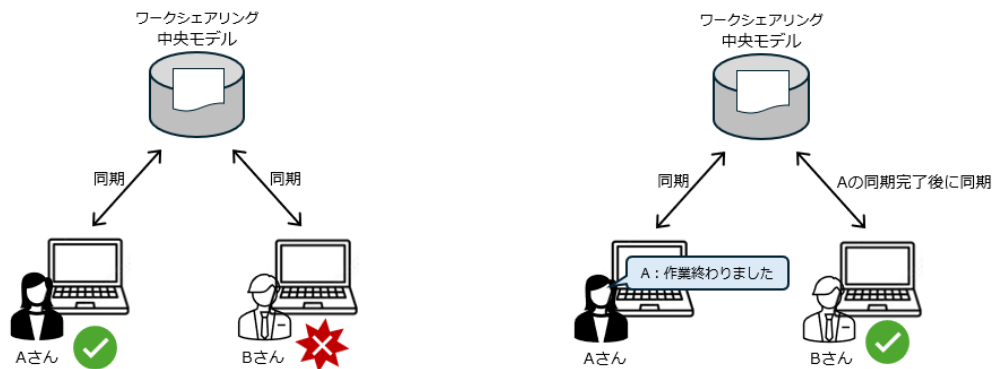 ワークシェアリング
中央モデル
同期
同期
Aさん
Bさん
ワークシェアリング
中央モデル
同期
Aの同期完了後に同期
A：作業終わりました
Aさん
Bさん